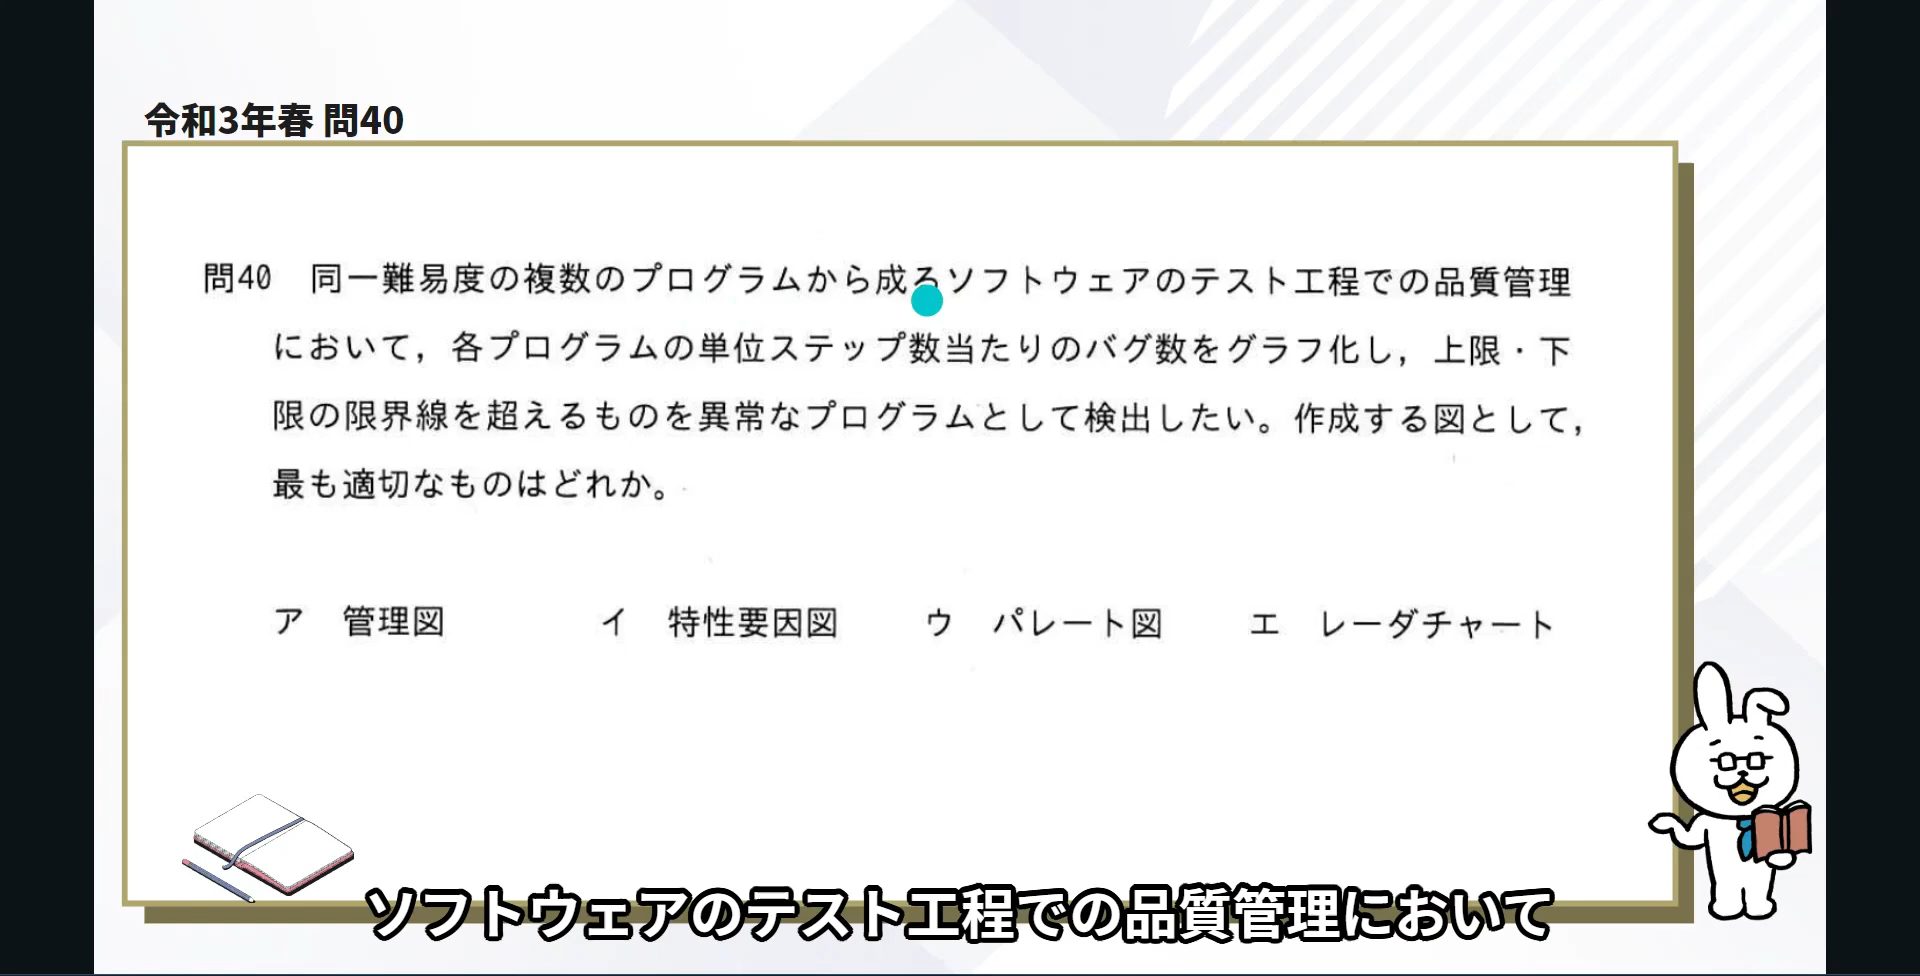 令和3年春 問40
問40　同一難易度の複数のプログラムから成るソフトウェアのテスト工程での品質管理
において，各プログラムの単位ステップ数当たりのバグ数をグラフ化し，上限・下
限の限界線を超えるものを異常なプログラムとして検出したい。作成する図として，
最も適切なものはどれか。
ア　管理図　　イ　特性要因図　　ウ　パレート図　　エ　レーダチャート
ソフトウェアのテスト工程での品質管理において